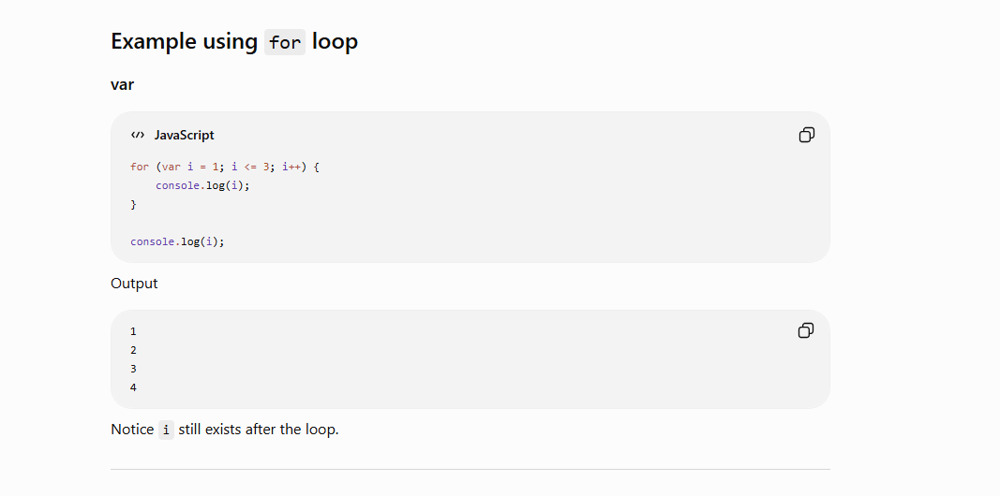 Example using for loop
var
JavaScript
for (var i = 1; i <= 3; i++) {
    console.log(i);
}
console.log(i);
Output
1
2
3
4
Notice i still exists after the loop.